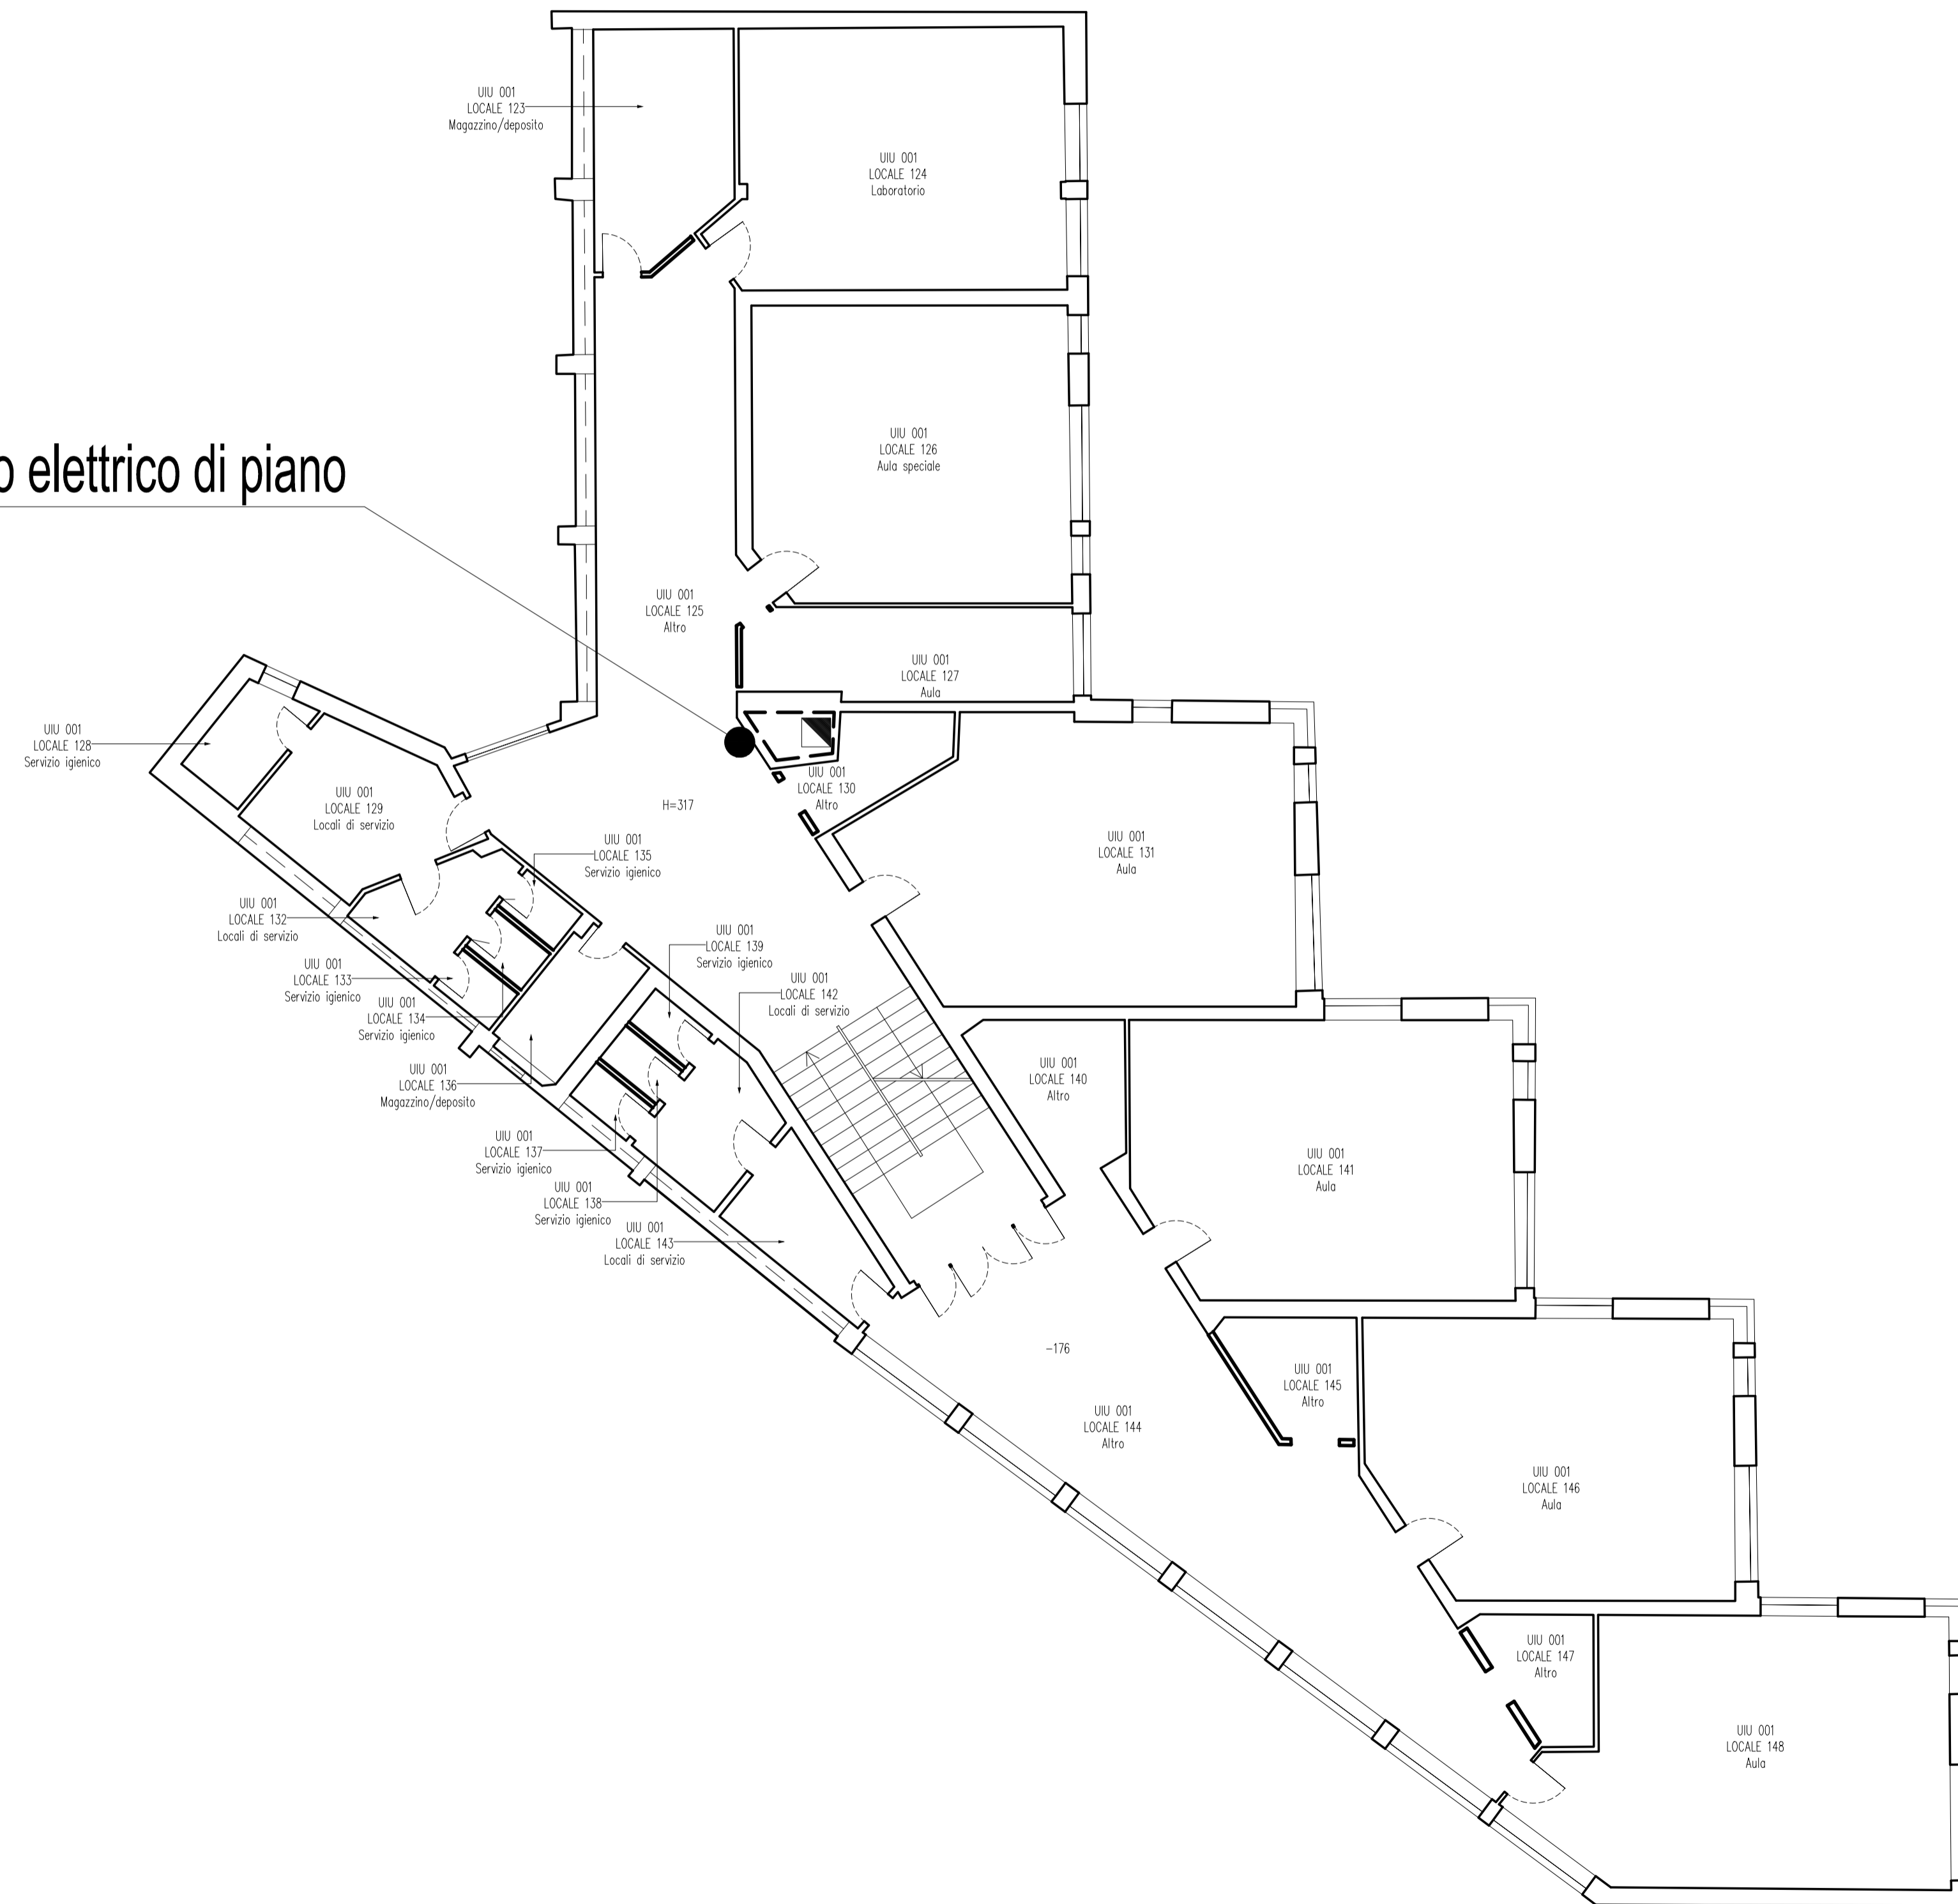 UIU 001
LOCALE 123
Magazzino/deposito
UIU 001
LOCALE 124
Laboratorio
UIU 001
LOCALE 126
Aula speciale
o elettrico di piano
UIU 001
LOCALE 125
Altro
UIU 001
LOCALE 127
Aula
UIU 001
LOCALE 128
Servizio igienico
UIU 001
LOCALE 129
Locali di servizio
H=317
UIU 001
LOCALE 130
Altro
UIU 001
LOCALE 131
Aula
UIU 001
LOCALE 135
Servizio igienico
UIU 001
LOCALE 132
Locali di servizio
UIU 001
LOCALE 133
Servizio igienico
UIU 001
LOCALE 134
Servizio igienico
UIU 001
LOCALE 139
Servizio igienico
UIU 001
LOCALE 142
Locali di servizio
UIU 001
LOCALE 136
Magazzino/deposito
UIU 001
LOCALE 140
Altro
UIU 001
LOCALE 137
Servizio igienico
UIU 001
LOCALE 138
Servizio igienico
UIU 001
LOCALE 141
Aula
UIU 001
LOCALE 143
Locali di servizio
-176
UIU 001
LOCALE 145
Altro
UIU 001
LOCALE 144
Altro
UIU 001
LOCALE 146
Aula
UIU 001
LOCALE 147
Altro
UIU 001
LOCALE 148
Aula